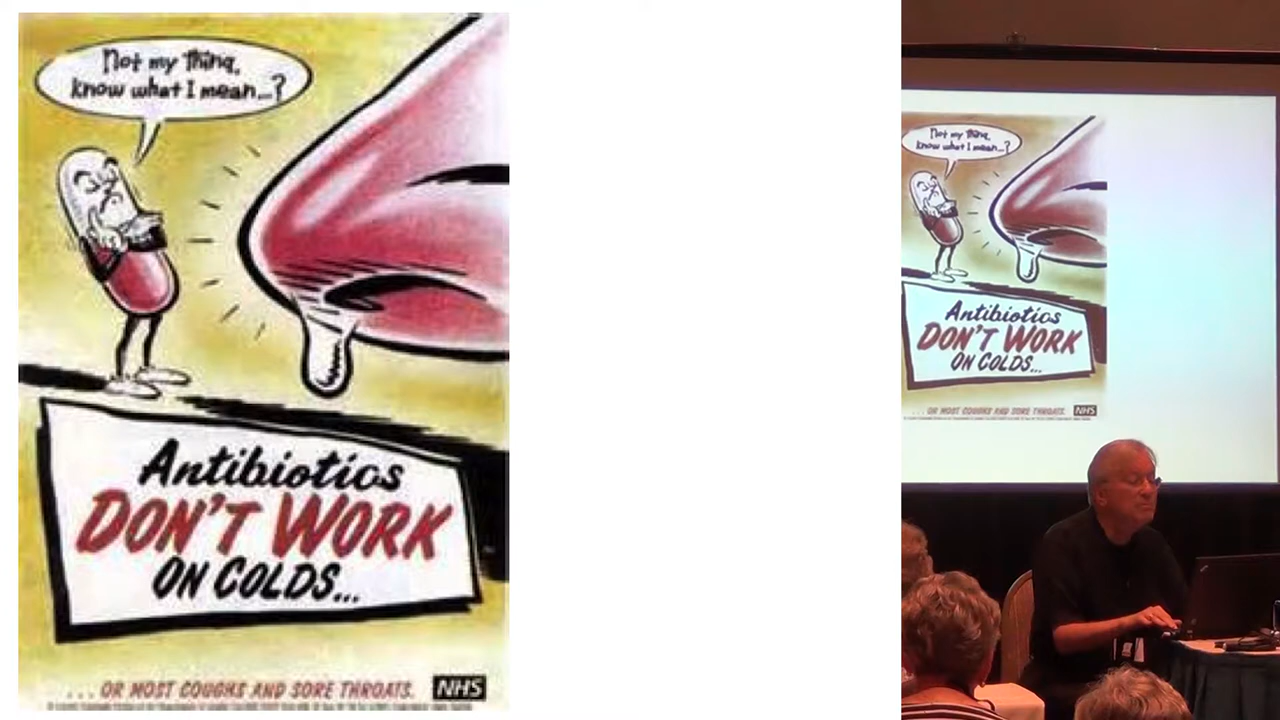 Not my thing,
know what I mean...?
Antibiotics
DON'T WORK
ON COLDS...
... OR MOST COUGHS AND SORE THROATS.
NHS
Not my thing,
know what I mean...?
Antibiotics
DON'T WORK
ON COLDS...
... OR MOST COUGHS AND SORE THROATS.
NHS